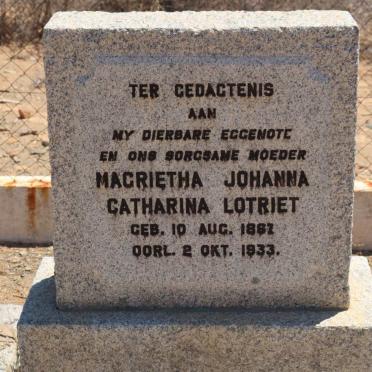 TER GEDACTENIS
AAN
MY DIERBARE EGGENOTE
EN ONS SORGSAME MOEDER
MAGRIETHA JOHANNA
CATHARINA LOTRIET
GEB. 10 AUG. 1867
OORL. 2 OKT. 1933.